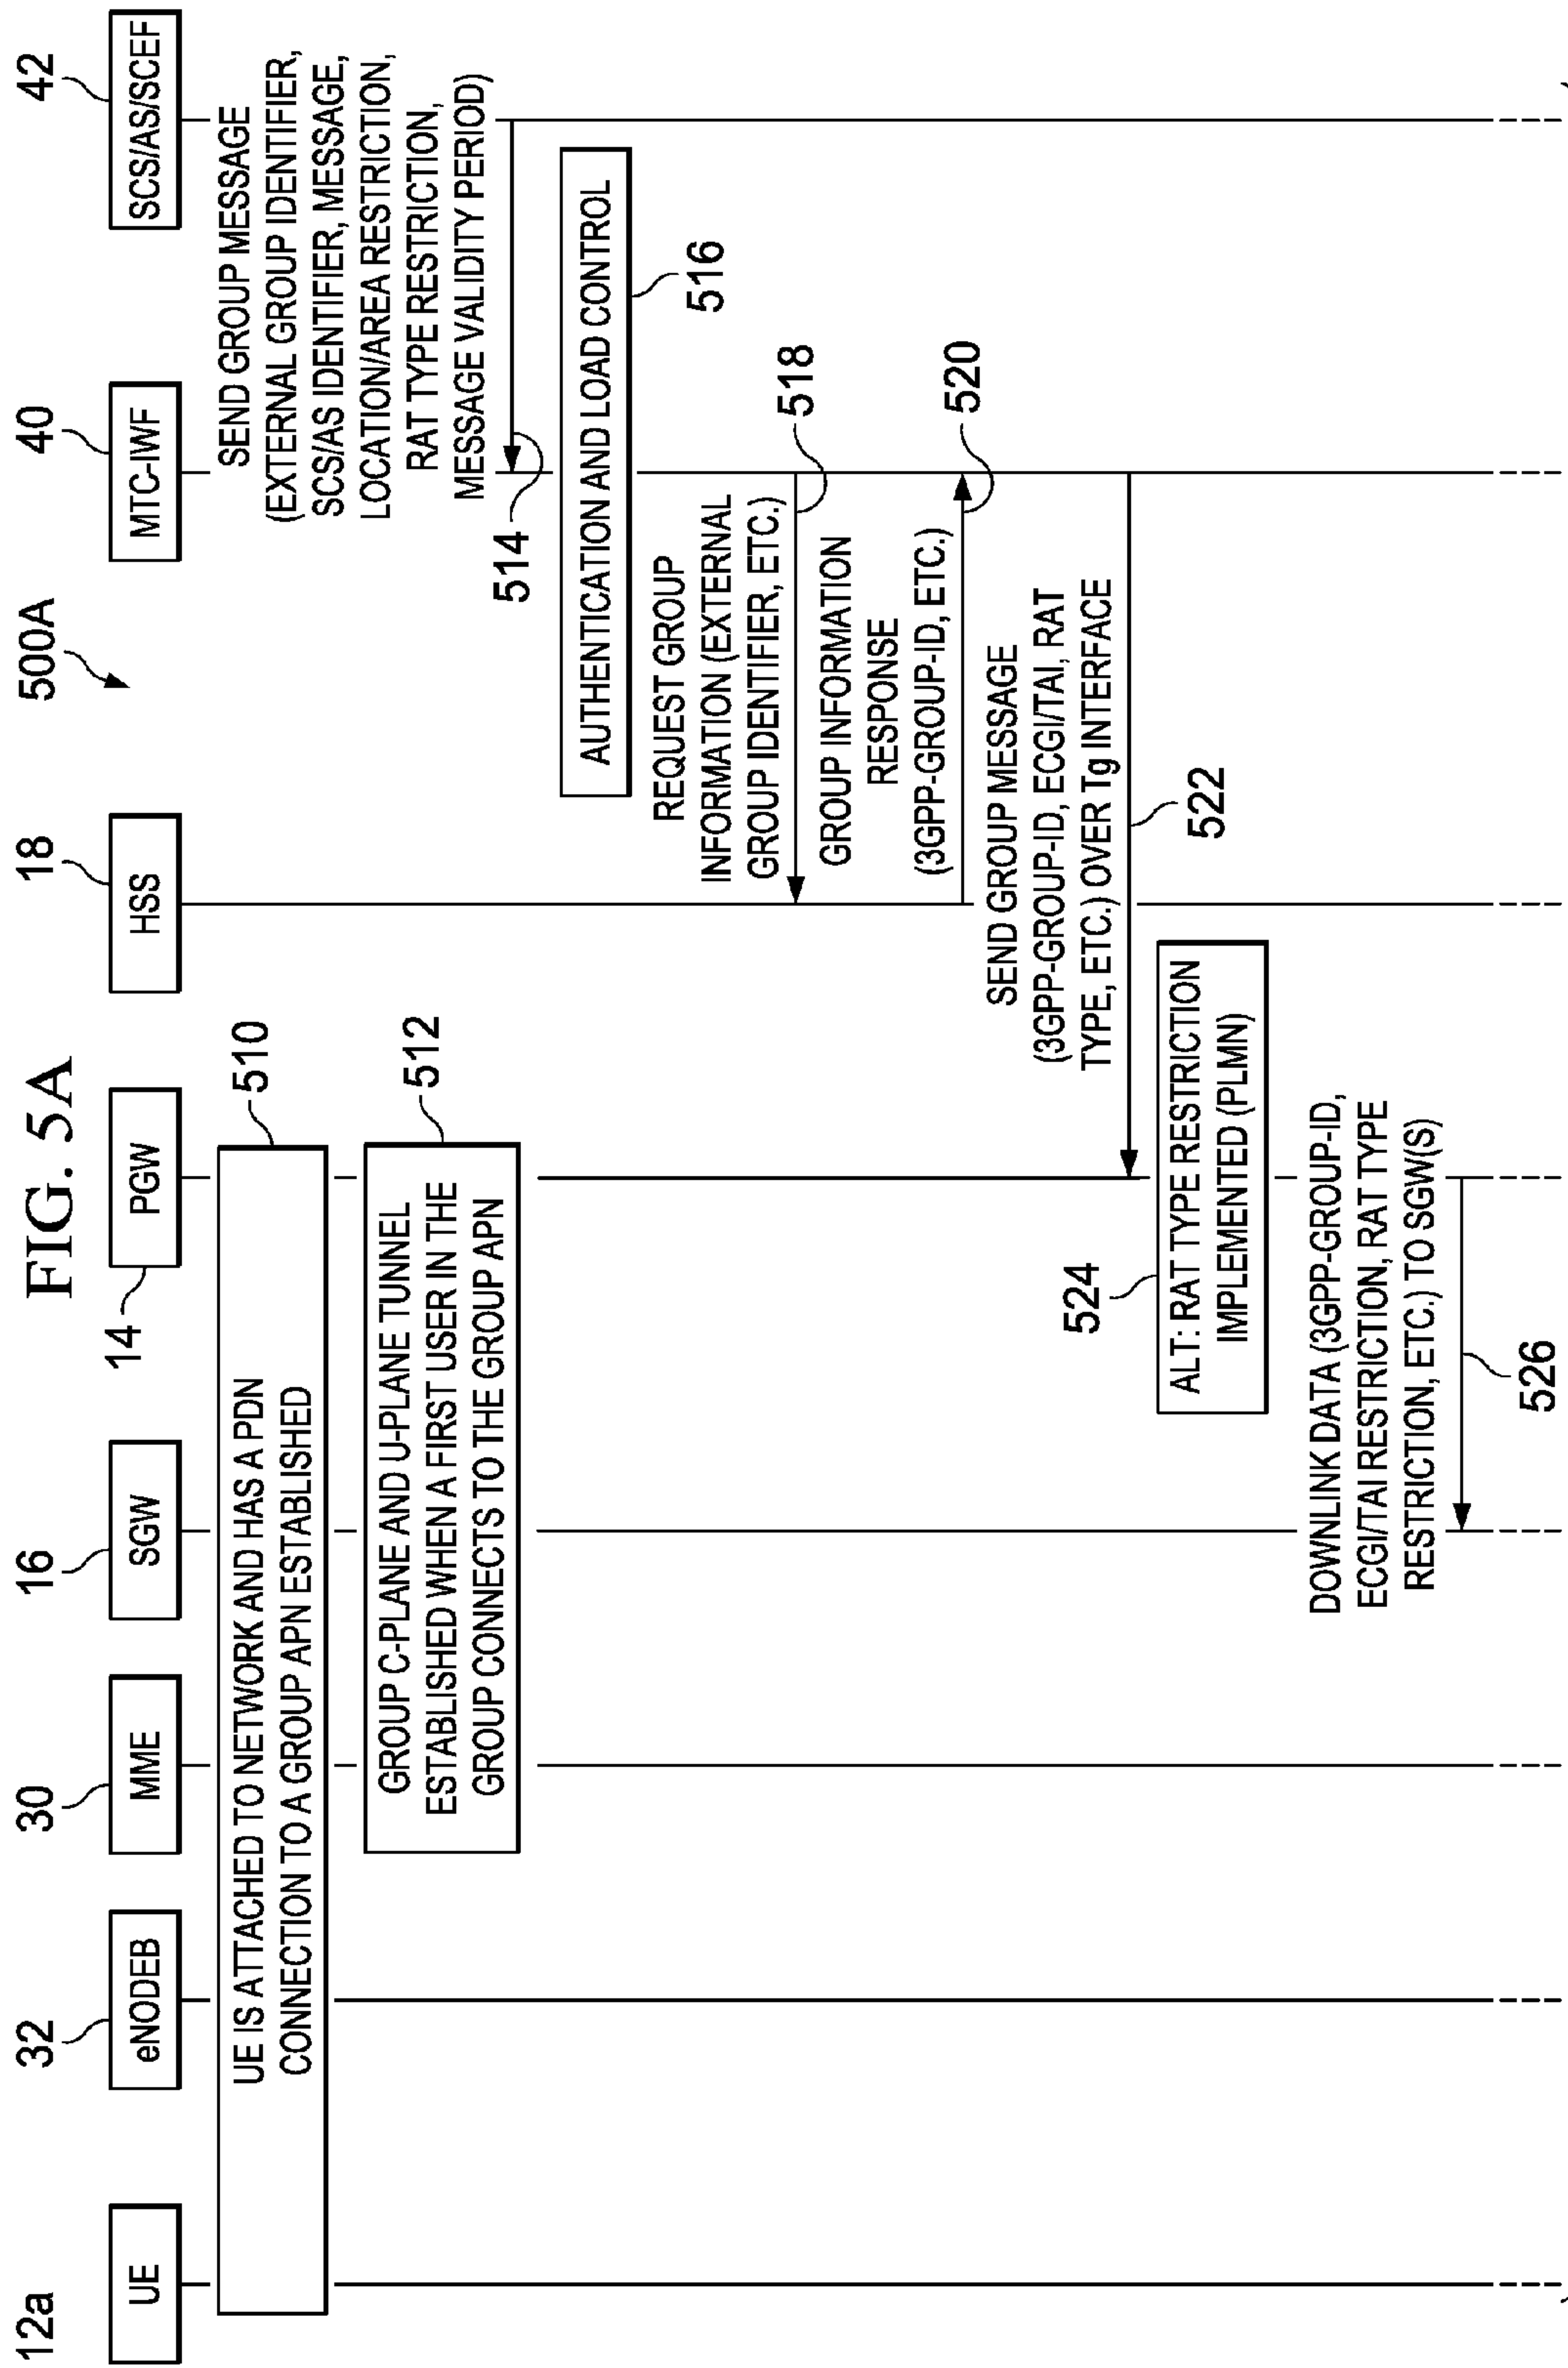 FIG. 5A
500A
12a
32
30
16
14
18
40
42
UE
eNODEB
MME
SGW
PGW
HSS
MTC-IWF
SCS/AS/SCEF
UE IS ATTACHED TO NETWORK AND HAS A PDN
CONNECTION TO A GROUP APN ESTABLISHED
510
GROUP C-PLANE AND U-PLANE TUNNEL
ESTABLISHED WHEN A FIRST USER IN THE
GROUP CONNECTS TO THE GROUP APN
512
SEND GROUP MESSAGE
(EXTERNAL GROUP IDENTIFIER,
SCS/AS IDENTIFIER, MESSAGE,
LOCATION/AREA RESTRICTION,
RAT TYPE RESTRICTION,
MESSAGE VALIDITY PERIOD)
514
AUTHENTICATION AND LOAD CONTROL
516
REQUEST GROUP
INFORMATION (EXTERNAL
GROUP IDENTIFIER, ETC.)
518
GROUP INFORMATION
RESPONSE
(3GPP-GROUP-ID, ETC.)
520
SEND GROUP MESSAGE
(3GPP-GROUP-ID, ECGI/TAI, RAT
TYPE, ETC.) OVER Tg INTERFACE
522
524
ALT: RAT TYPE RESTRICTION
IMPLEMENTED (PLMN)
DOWNLINK DATA (3GPP-GROUP-ID,
ECGI/TAI RESTRICTION, RAT TYPE
RESTRICTION, ETC.) TO SGW(S)
526